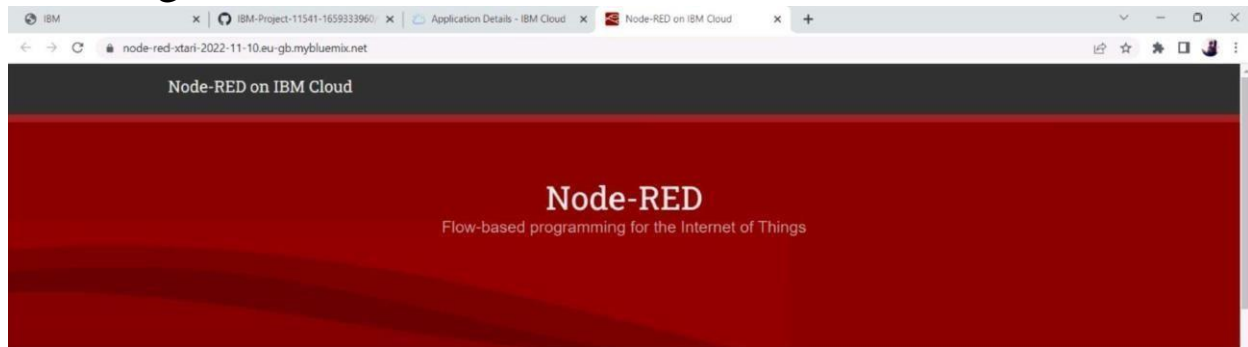 IBM
IBM-Project-11541-1659333960/
Application Details - IBM Cloud
Node-RED on IBM Cloud
node-red-xtari-2022-11-10.eu-gb.mybluemix.net
Node-RED on IBM Cloud
Node-RED
Flow-based programming for the Internet of Things